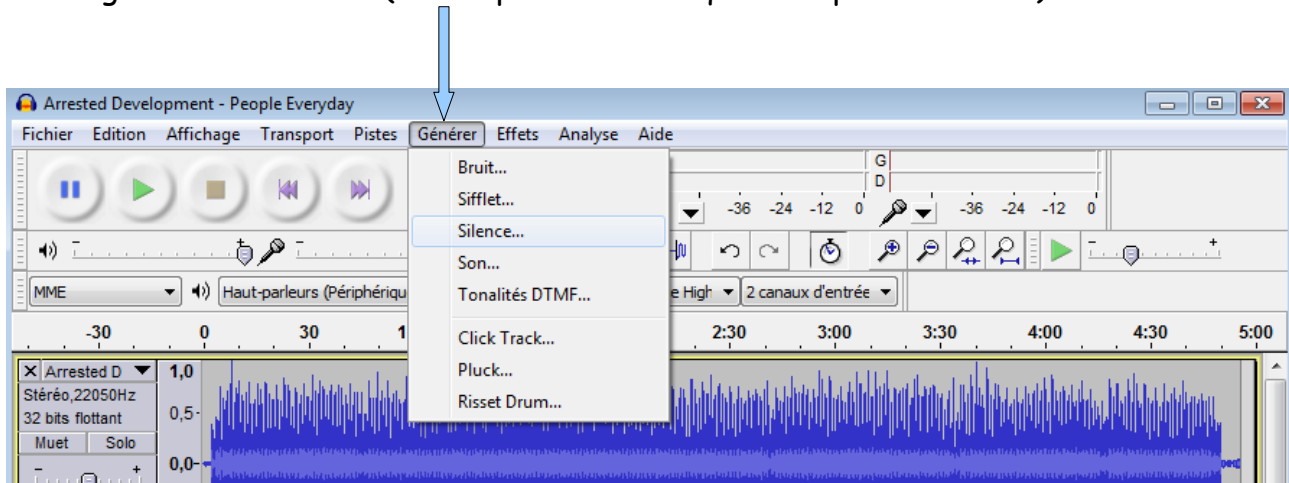 Arrested Development - People Everyday
Fichier Edition Affichage Transport Pistes Générer Effets Analyse Aide
Bruit...
Sifflet...
Silence...
Son...
Tonalités DTMF...
Click Track...
Pluck...
Risset Drum...
G
D
-36 -24 -12 0 -36 -24 -12 0
MME Haut-parleurs (Périphériqu 2 canaux d'entrée
-30 0 30 1 2:30 3:00 3:30 4:00 4:30 5:00
Arrested D 1,0
Stéréo,22050Hz
32 bits flottant 0,5
Muet Solo
- + 0,0